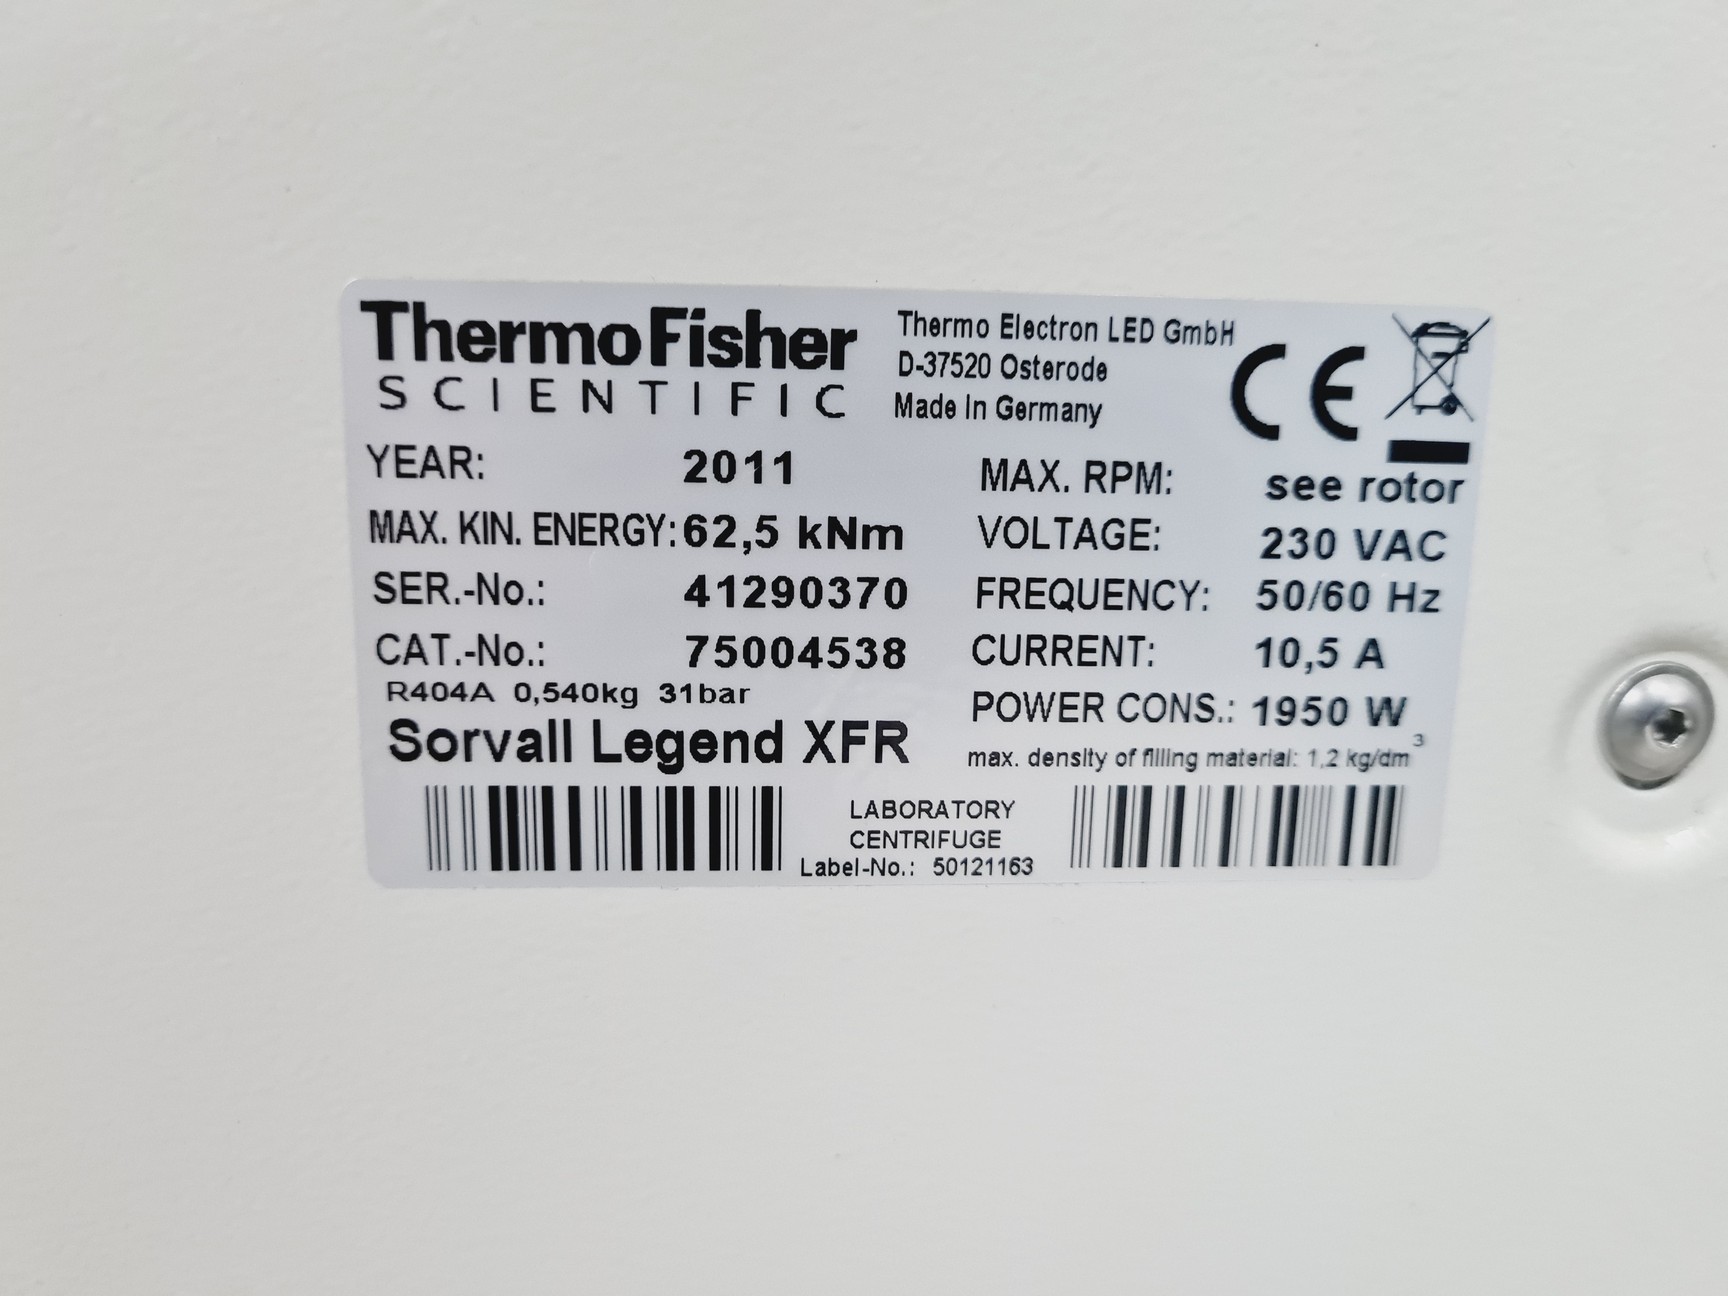 ThermoFisher
SCIENTIFIC
Thermo Electron LED GmbH
D-37520 Osterode
Made in Germany
CE
YEAR: 2011
MAX. KIN. ENERGY: 62,5 kNm
SER.-No.: 41290370
CAT.-No.: 75004538
R404A 0,540kg 31bar
Sorvall Legend XFR
MAX. RPM: see rotor
VOLTAGE: 230 VAC
FREQUENCY: 50/60 Hz
CURRENT: 10,5 A
POWER CONS.: 1950 W
max. density of filling material: 1,2 kg/dm³
LABORATORY
CENTRIFUGE
Label-No.: 50121163